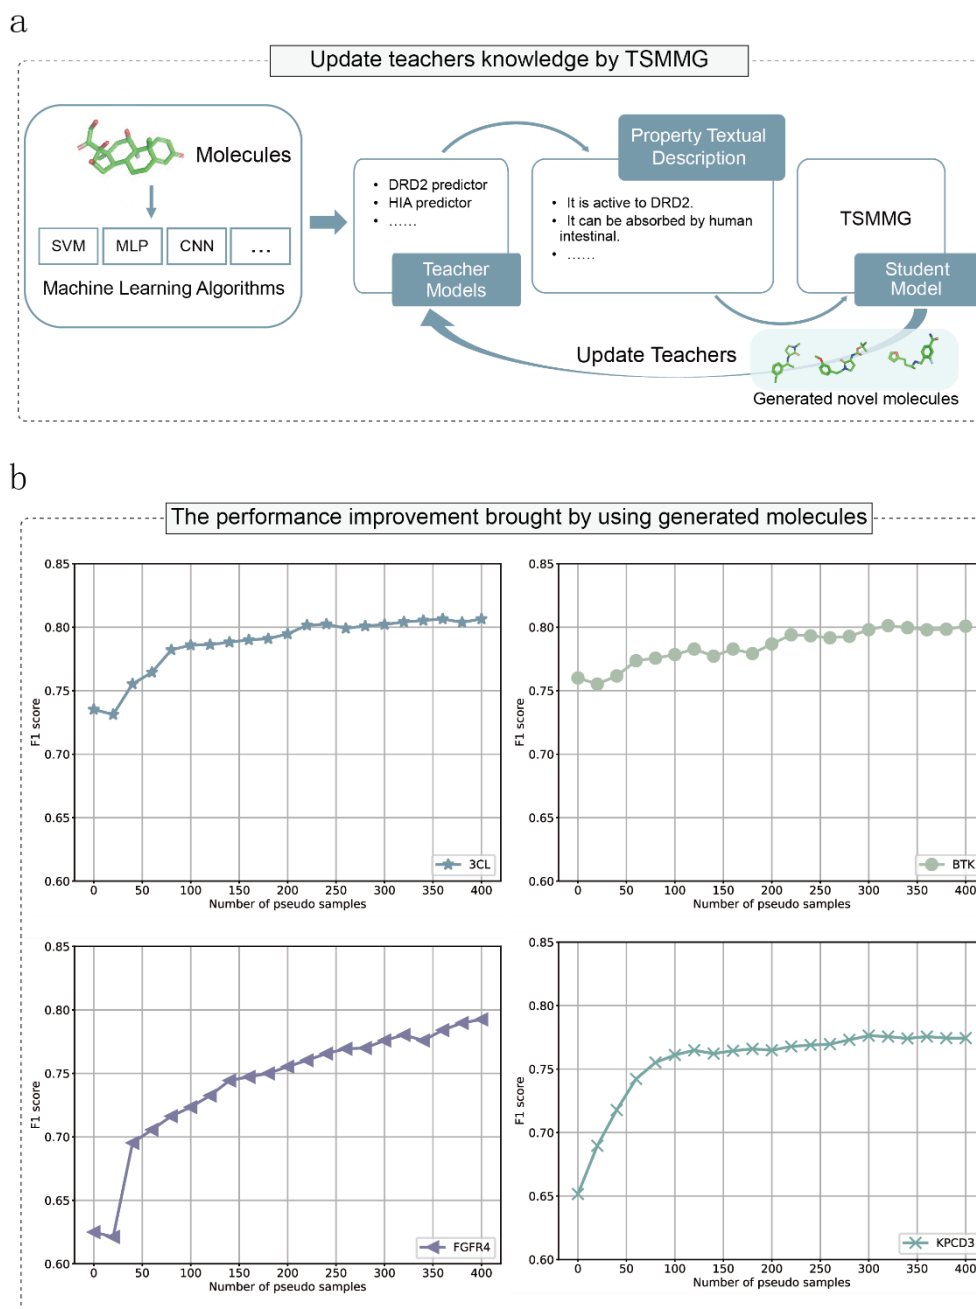 a
Update teachers knowledge by TSMMG
Molecules
SVM
MLP
CNN
...
Machine Learning Algorithms
• DRD2 predictor
• HIA predictor
• ......
Teacher
Models
Property Textual
Description
• It is active to DRD2.
• It can be absorbed by human
intestinal.
• ......
TSMMG
Student
Model
Update Teachers
Generated novel molecules
b
The performance improvement brought by using generated molecules
0.85
0.80
0.75
0.70
0.65
0.60
F1 score
3CL
0 50 100 150 200 250 300 350 400
Number of pseudo samples
0.85
0.80
0.75
0.70
0.65
0.60
F1 score
BTK
0 50 100 150 200 250 300 350 400
Number of pseudo samples
0.85
0.80
0.75
0.70
0.65
0.60
F1 score
FGFR4
0 50 100 150 200 250 300 350 400
Number of pseudo samples
0.85
0.80
0.75
0.70
0.65
0.60
F1 score
KPCD3
0 50 100 150 200 250 300 350 400
Number of pseudo samples